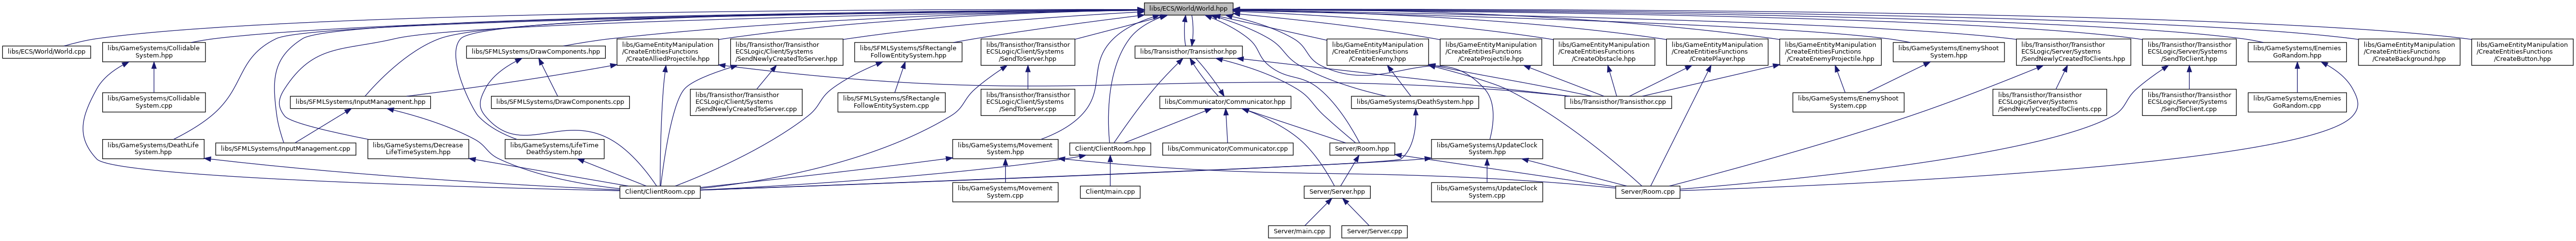 libs/ECS/World/World.hpp
libs/ECS/World/World.cpp
libs/GameSystems/Collidable
System.hpp
libs/SFMLSystems/DrawComponents.hpp
libs/GameEntityManipulation
/CreateEntitiesFunctions
/CreateAlliedProjectile.hpp
libs/Transisthor/Transisthor
ECSLogic/Client/Systems
/SendNewlyCreatedToServer.hpp
libs/SFMLSystems/SfRectangle
FollowEntitySystem.hpp
libs/Transisthor/Transisthor
ECSLogic/Client/Systems
/SendToServer.hpp
libs/Transisthor/Transisthor.hpp
libs/GameEntityManipulation
/CreateEntitiesFunctions
/CreateEnemy.hpp
libs/GameEntityManipulation
/CreateEntitiesFunctions
/CreateProjectile.hpp
libs/GameEntityManipulation
/CreateEntitiesFunctions
/CreateObstacle.hpp
libs/GameEntityManipulation
/CreateEntitiesFunctions
/CreatePlayer.hpp
libs/GameEntityManipulation
/CreateEntitiesFunctions
/CreateEnemyProjectile.hpp
libs/GameSystems/EnemyShoot
System.hpp
libs/Transisthor/Transisthor
ECSLogic/Server/Systems
/SendNewlyCreatedToClients.hpp
libs/Transisthor/Transisthor
ECSLogic/Server/Systems
/SendToClient.hpp
libs/GameSystems/Enemies
GoRandom.hpp
libs/GameEntityManipulation
/CreateEntitiesFunctions
/CreateBackground.hpp
libs/GameEntityManipulation
/CreateEntitiesFunctions
/CreateButton.hpp
libs/GameSystems/Collidable
System.cpp
libs/SFMLSystems/InputManagement.hpp
libs/SFMLSystems/DrawComponents.cpp
libs/Transisthor/Transisthor
ECSLogic/Client/Systems
/SendNewlyCreatedToServer.cpp
libs/SFMLSystems/SfRectangle
FollowEntitySystem.cpp
libs/Transisthor/Transisthor
ECSLogic/Client/Systems
/SendToServer.cpp
libs/Communicator/Communicator.hpp
libs/GameSystems/DeathSystem.hpp
libs/Transisthor/Transisthor.cpp
libs/GameSystems/EnemyShoot
System.cpp
libs/Transisthor/Transisthor
ECSLogic/Server/Systems
/SendNewlyCreatedToClients.cpp
libs/Transisthor/Transisthor
ECSLogic/Server/Systems
/SendToClient.cpp
libs/GameSystems/Enemies
GoRandom.cpp
libs/GameSystems/DeathLife
System.hpp
libs/SFMLSystems/InputManagement.cpp
libs/GameSystems/Decrease
LifeTimeSystem.hpp
libs/GameSystems/LifeTime
DeathSystem.hpp
libs/GameSystems/Movement
System.hpp
Client/ClientRoom.hpp
libs/Communicator/Communicator.cpp
Server/Room.hpp
libs/GameSystems/UpdateClock
System.hpp
Client/ClientRoom.cpp
libs/GameSystems/Movement
System.cpp
Client/main.cpp
Server/Server.hpp
libs/GameSystems/UpdateClock
System.cpp
Server/Room.cpp
Server/main.cpp
Server/Server.cpp